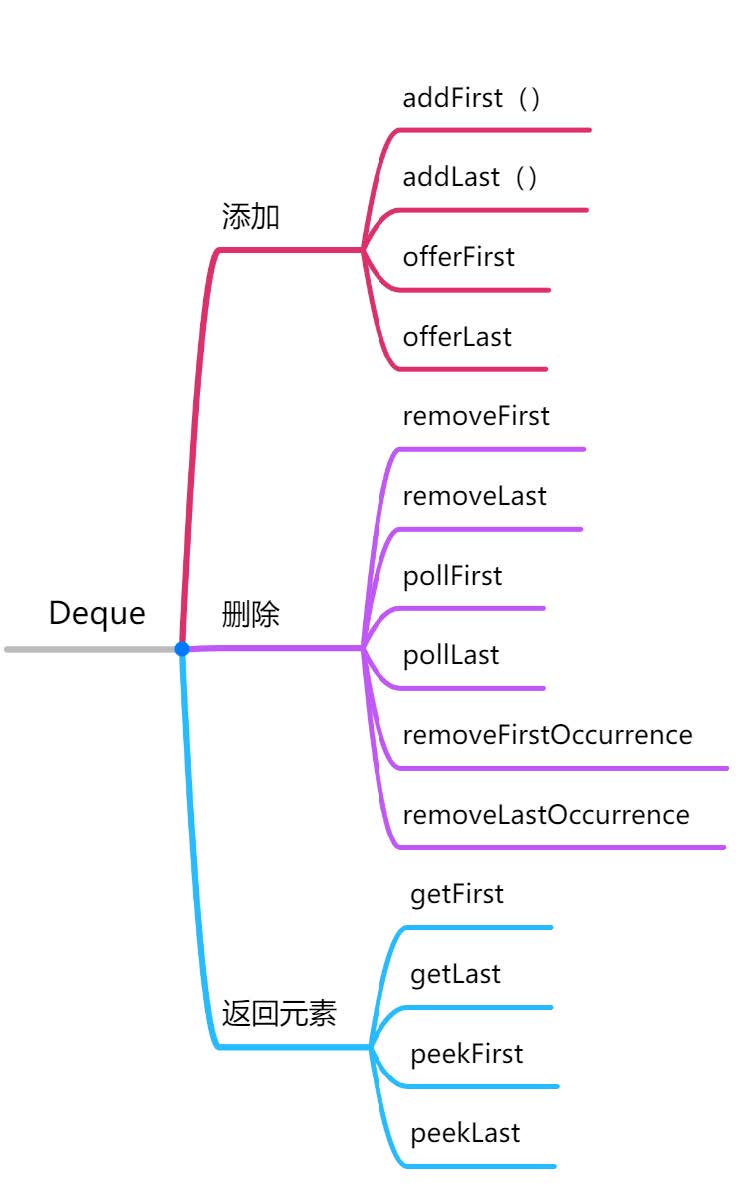 Deque
添加
addFirst（）
addLast（）
offerFirst
offerLast
删除
removeFirst
removeLast
pollFirst
pollLast
removeFirstOccurrence
removeLastOccurrence
返回元素
getFirst
getLast
peekFirst
peekLast